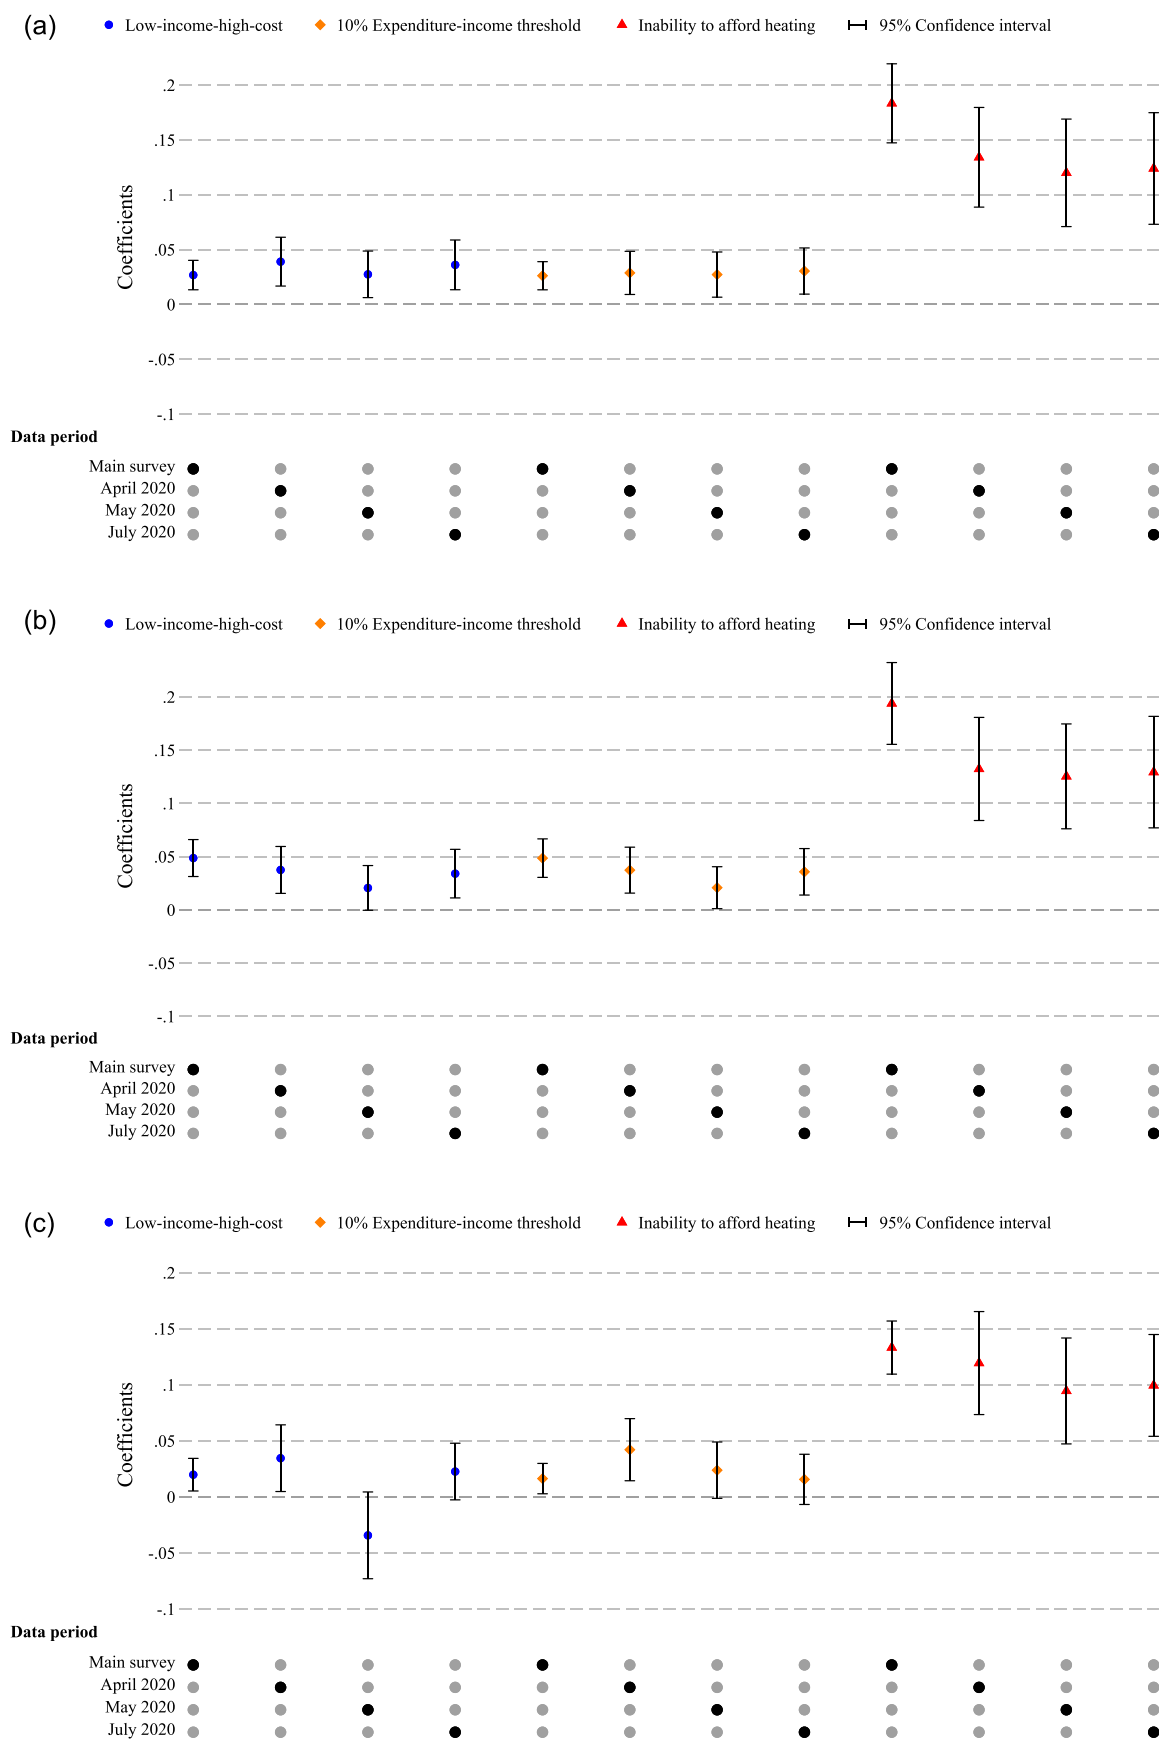 (a) Low-income-high-cost 10% Expenditure-income threshold Inability to afford heating 95% Confidence interval
.2
.15
.1
.05
0
-.05
-.1
Coefficients
Data period
Main survey
April 2020
May 2020
July 2020
(b) Low-income-high-cost 10% Expenditure-income threshold Inability to afford heating 95% Confidence interval
.2
.15
.1
.05
0
-.05
-.1
Coefficients
Data period
Main survey
April 2020
May 2020
July 2020
(c) Low-income-high-cost 10% Expenditure-income threshold Inability to afford heating 95% Confidence interval
.2
.15
.1
.05
0
-.05
-.1
Coefficients
Data period
Main survey
April 2020
May 2020
July 2020